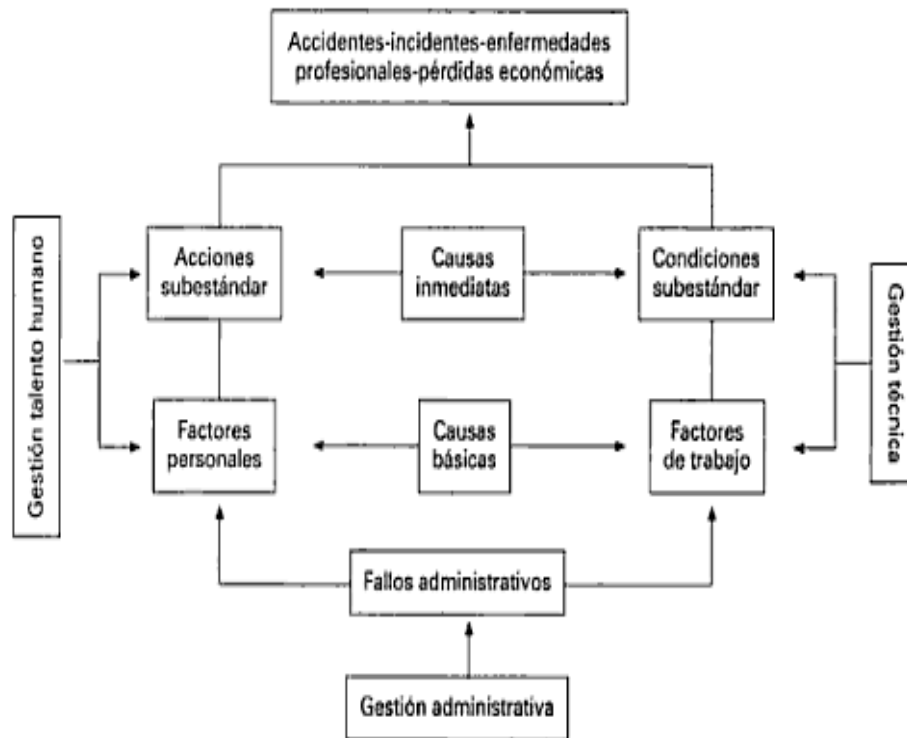 Accidentes-incidentes-enfermedades
profesionales-pérdidas económicas
Gestión talento humano
Acciones
subestándar
Causas
inmediatas
Condiciones
subestándar
Gestión técnica
Factores
personales
Causas
básicas
Factores
de trabajo
Fallos administrativos
Gestión administrativa